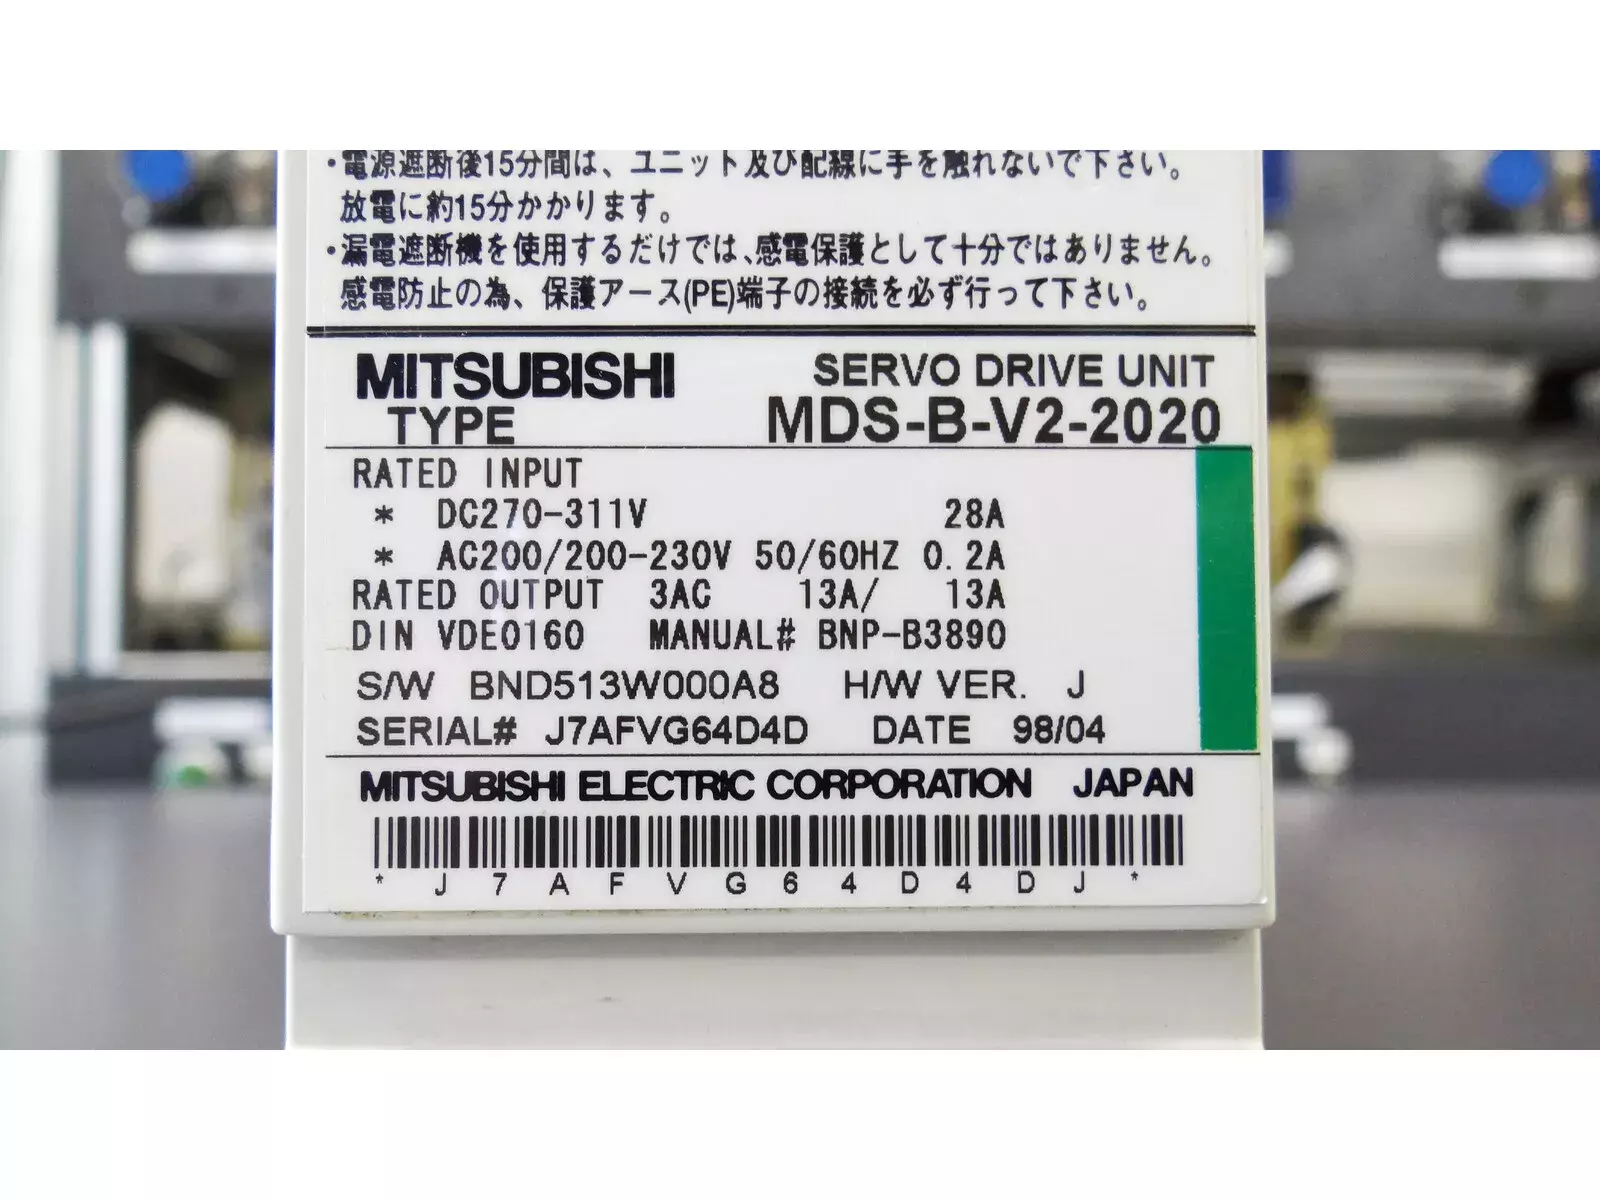 ・電源遮断後15分間は、ユニット及び配線に手を触れないで下さい。
放電に約15分かかります。
・漏電遮断機を使用するだけでは、感電保護として十分ではありません。
感電防止の為、保護アース(PE)端子の接続を必ず行って下さい。
MITSUBISHI SERVO DRIVE UNIT
TYPE MDS-B-V2-2020
RATED INPUT
* DC270-311V 28A
* AC200/200-230V 50/60HZ 0.2A
RATED OUTPUT 3AC 13A/ 13A
DIN VDE0160 MANUAL# BNP-B3890
S/W BND513W000A8 H/W VER. J
SERIAL# J7AFVG64D4D DATE 98/04
MITSUBISHI ELECTRIC CORPORATION JAPAN
* J 7 A F V G 6 4 D 4 D J *